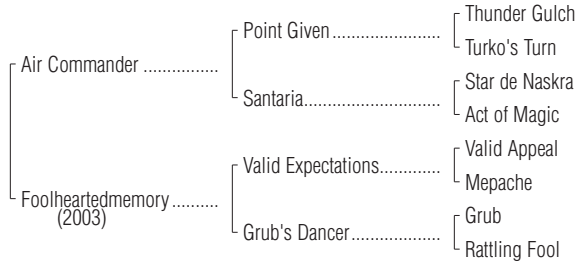 Thunder Gulch
Point Given.................
Turko's Turn
Air Commander ................
Star de Naskra
Santaria.............................
Act of Magic
Valid Appeal
Valid Expectations.............
Mepache
Foolheartedmemory ..........
(2003)
Grub
Grub's Dancer...................
Rattling Fool